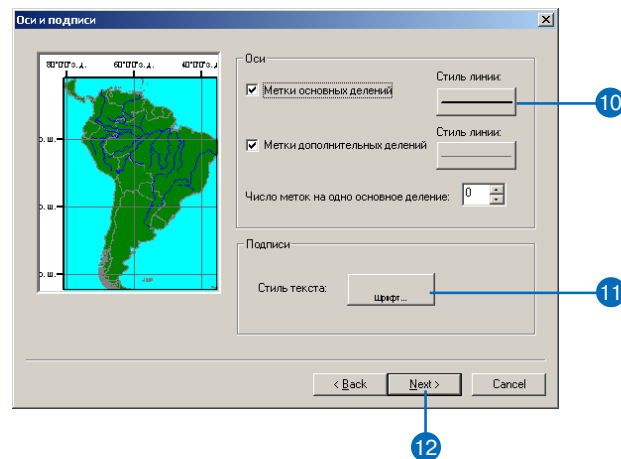 Оси и подписи
80°0'0"з.д. 60°0'0"з.д. 40°0'0"з.д.
Оси
Стиль линии:
Метки основных делений
10
Стиль линии:
Метки дополнительных делений
Число меток на одно основное деление: 0
Подписи
Стиль текста: Шрифт...
11
< Back Next > Cancel
12